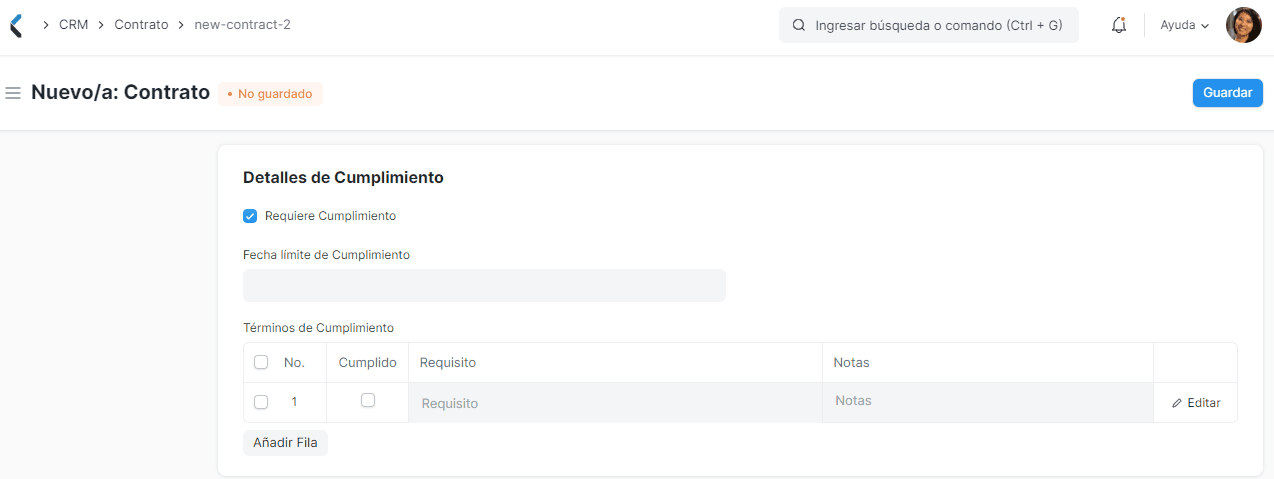 CRM > Contrato > new-contract-2
Ingresar búsqueda o comando (Ctrl + G)
Ayuda
Nuevo/a: Contrato
• No guardado
Guardar
Detalles de Cumplimiento
Requiere Cumplimiento
Fecha límite de Cumplimiento
Términos de Cumplimiento
No. Cumplido Requisito Notas
1 Requisito Notas Editar
Añadir Fila